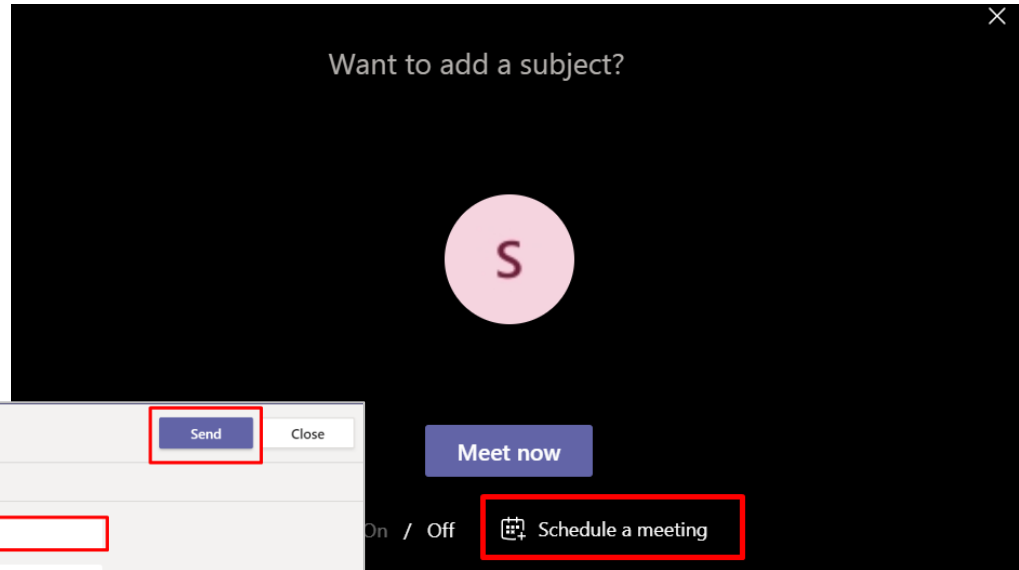 Want to add a subject?
S
Send Close
Meet now
On / Off Schedule a meeting